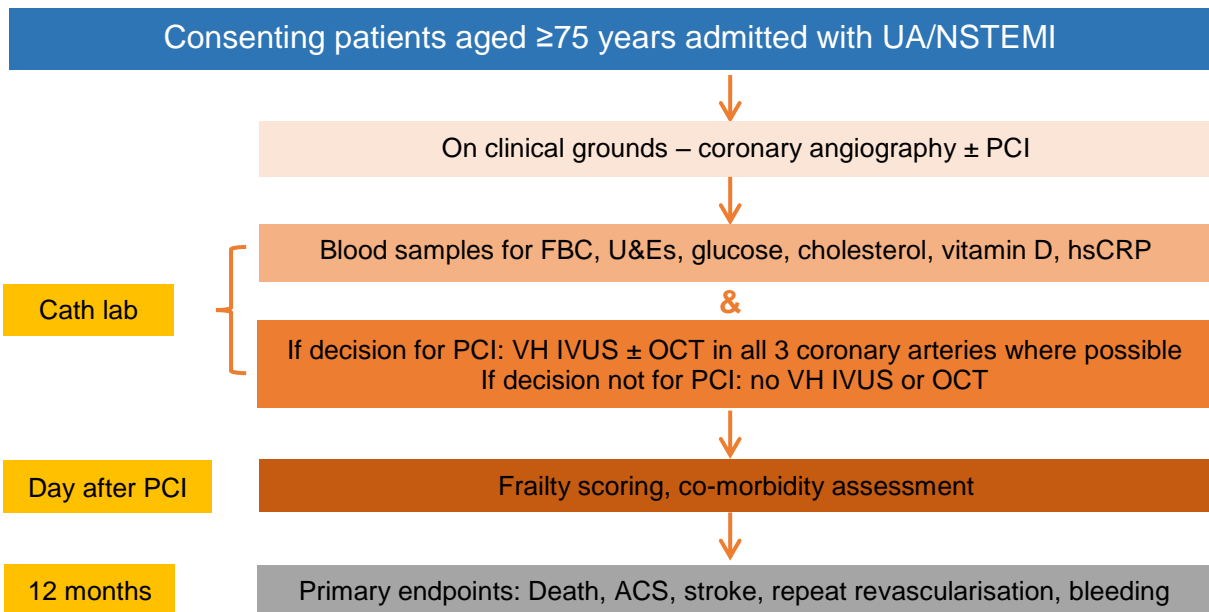 Consenting patients aged ≥75 years admitted with UA/NSTEMI
On clinical grounds – coronary angiography ± PCI
Blood samples for FBC, U&Es, glucose, cholesterol, vitamin D, hsCRP
Cath lab
&
If decision for PCI: VH IVUS ± OCT in all 3 coronary arteries where possible
If decision not for PCI: no VH IVUS or OCT
Day after PCI
Frailty scoring, co-morbidity assessment
12 months
Primary endpoints: Death, ACS, stroke, repeat revascularisation, bleeding